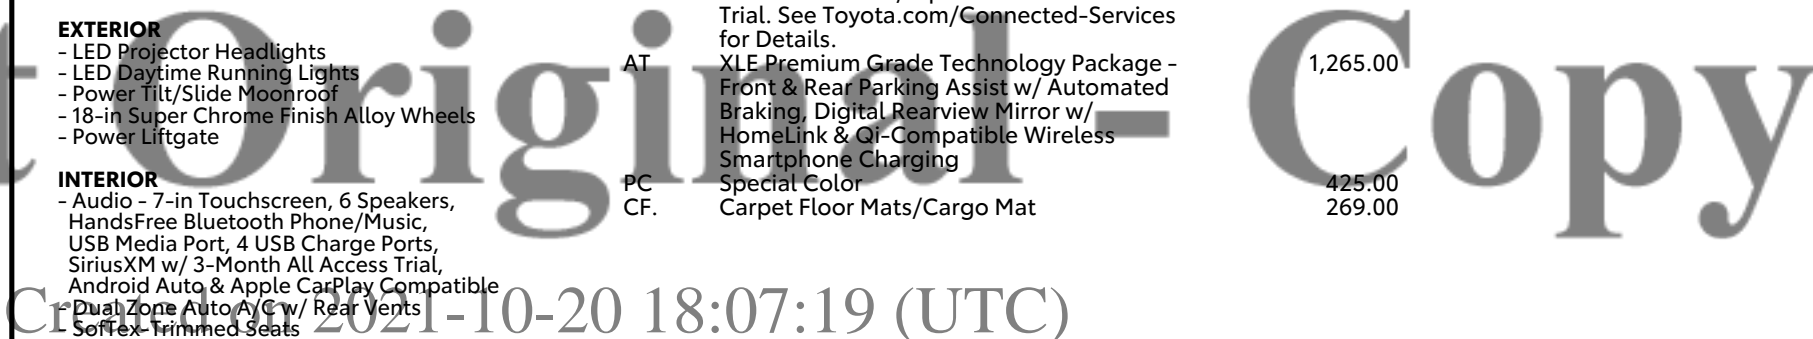 EXTERIOR
- LED Projector Headlights
- LED Daytime Running Lights
- Power Tilt/Slide Moonroof
- 18-in Super Chrome Finish Alloy Wheels
- Power Liftgate
INTERIOR
- Audio - 7-in Touchscreen, 6 Speakers,
HandsFree Bluetooth Phone/Music,
USB Media Port, 4 USB Charge Ports,
SiriusXM w/ 3-Month All Access Trial,
Android Auto & Apple CarPlay Compatible
- Dual Zone Auto A/C w/ Rear Vents
- SofTex-Trimmed Seats
Trial. See Toyota.com/Connected-Services
for Details.
AT XLE Premium Grade Technology Package - 1,265.00
Front & Rear Parking Assist w/ Automated
Braking, Digital Rearview Mirror w/
HomeLink & Qi-Compatible Wireless
Smartphone Charging
PC Special Color 425.00
CF. Carpet Floor Mats/Cargo Mat 269.00
t Original - Copy
Created on 2021-10-20 18:07:19 (UTC)